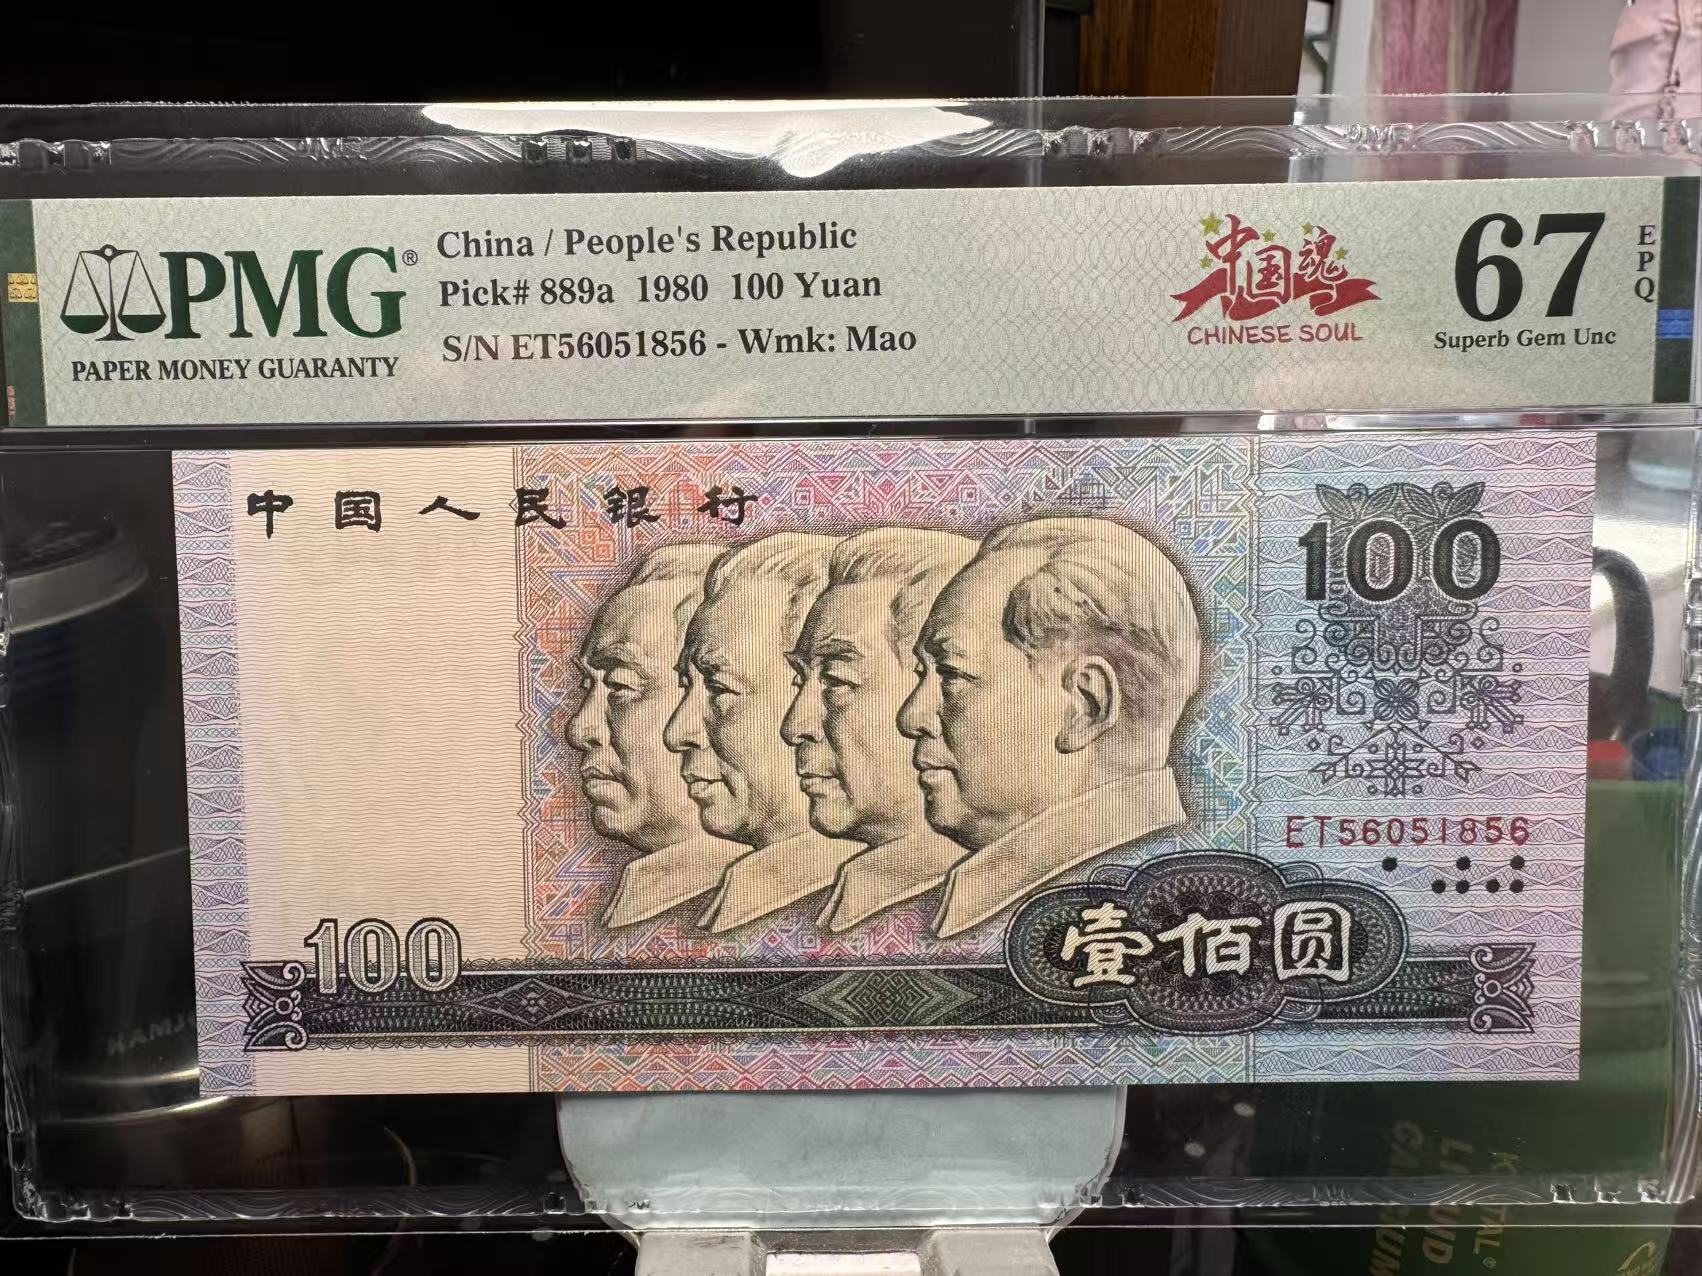 PMG®
PAPER MONEY GUARANTY
China / People's Republic
Pick# 889a 1980 100 Yuan
S/N ET56051856 - Wmk: Mao
中国魂
CHINESE SOUL
67
EPQ
Superb Gem Unc
中国人民银行
100
ET56051856
100
壹佰圆